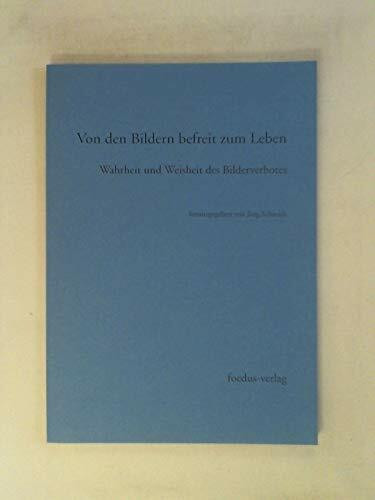 Von den Bildern befreit zum Leben
Wahrheit und Weisheit des Bilderverbotes
herausgegeben von Jörg Schmidt
foedus-verlag